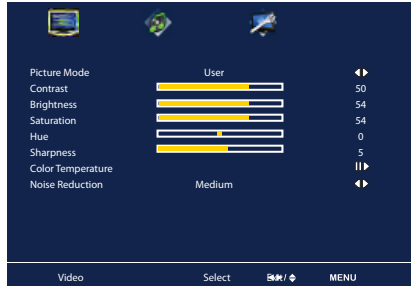 Picture Mode User
Contrast 50
Brightness 54
Saturation 54
Hue 0
Sharpness 5
Color Temperature
Noise Reduction Medium
Video Select / MENU